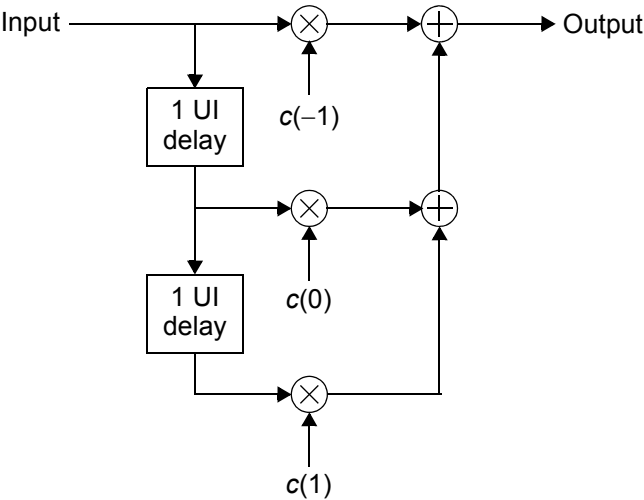 Input
Output
1 UI
delay
c(−1)
1 UI
delay
c(0)
c(1)